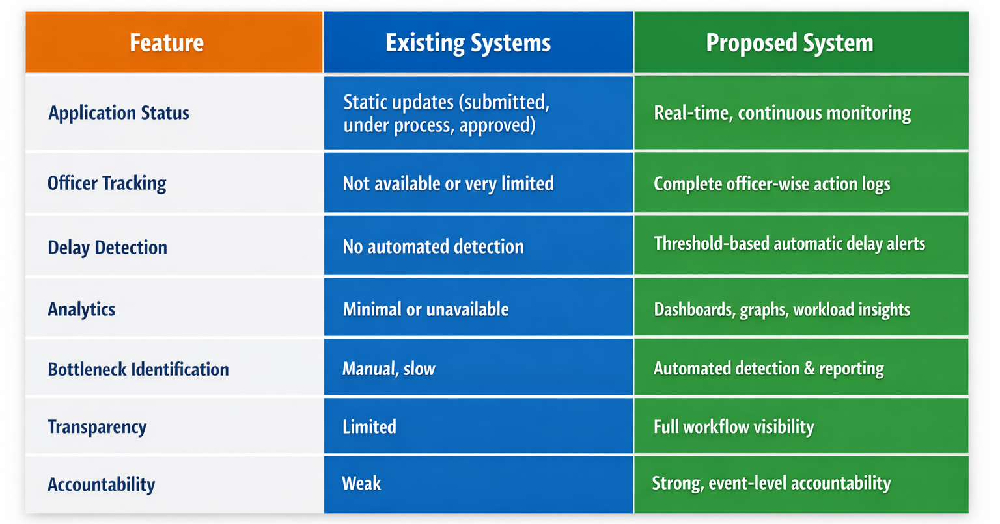 Feature
Existing Systems
Proposed System
Application Status
Static updates (submitted,
under process, approved)
Real-time, continuous monitoring
Officer Tracking
Not available or very limited
Complete officer-wise action logs
Delay Detection
No automated detection
Threshold-based automatic delay alerts
Analytics
Minimal or unavailable
Dashboards, graphs, workload insights
Bottleneck Identification
Manual, slow
Automated detection & reporting
Transparency
Limited
Full workflow visibility
Accountability
Weak
Strong, event-level accountability